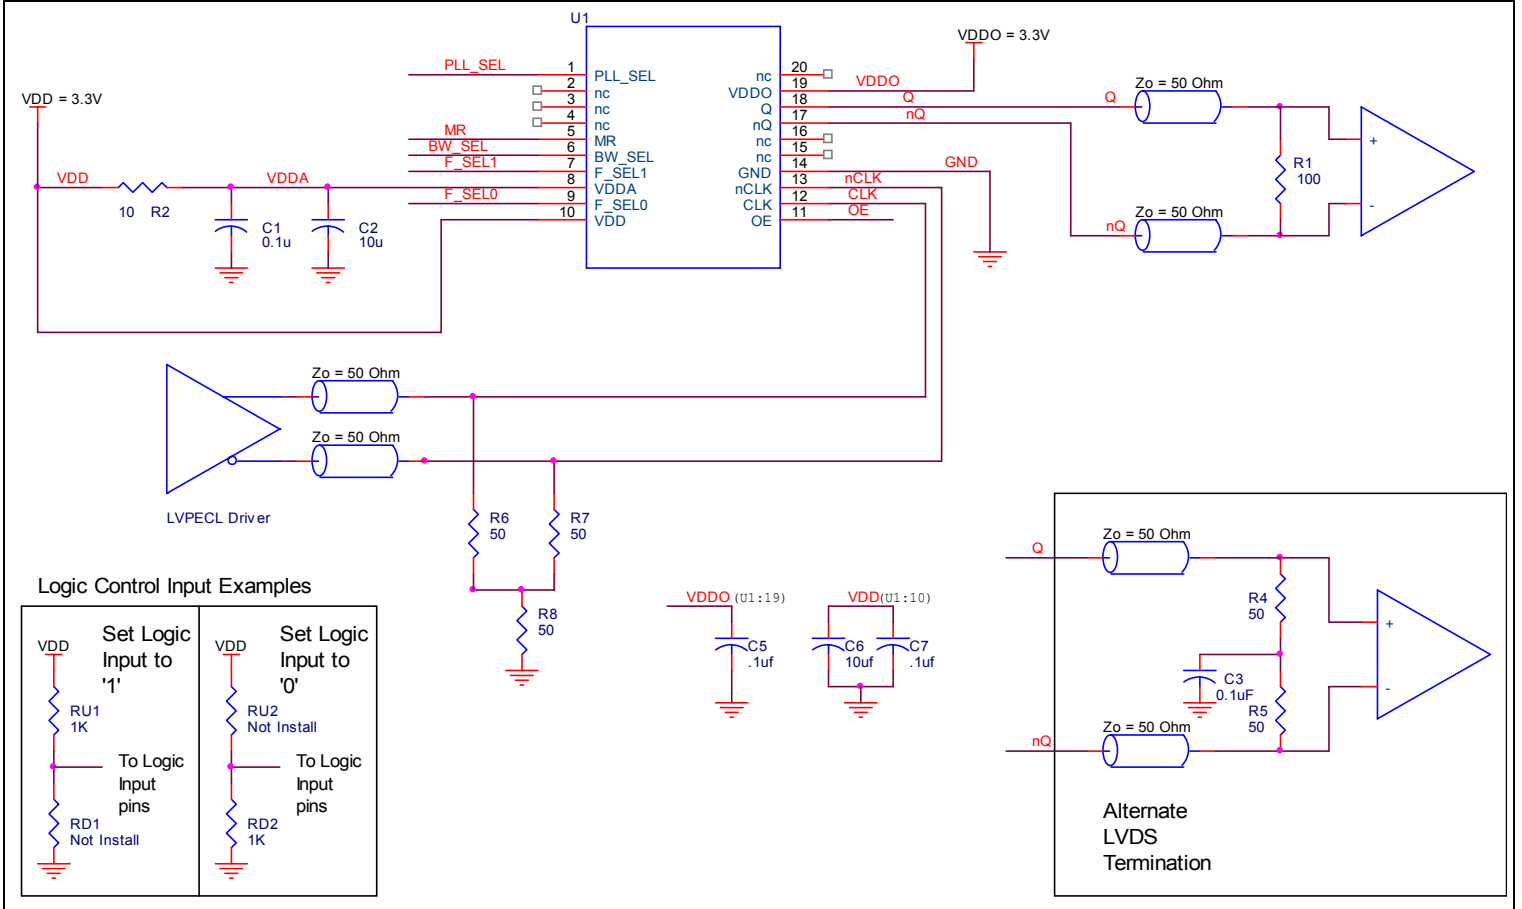 U1
VDD = 3.3V
VDDO = 3.3V
PLL_SEL
1
PLL_SEL
2
nc
3
nc
4
nc
MR
5
MR
BW_SEL
6
BW_SEL
F_SEL1
7
F_SEL1
VDD
VDDA
8
VDDA
F_SEL0
9
F_SEL0
10
VDD
nc
20
VDDO
19
VDDO
Q
18
Q
nQ
17
nQ
nc
16
nc
15
GND
14
GND
nCLK
13
nCLK
CLK
12
CLK
OE
11
OE
10 R2
C1
0.1u
C2
10u
Zo = 50 Ohm
Q
R1
100
+
-
Zo = 50 Ohm
nQ
Zo = 50 Ohm
Zo = 50 Ohm
LVPECL Driver
R6
50
R7
50
R8
50
Logic Control Input Examples
VDD
Set Logic
Input to
'1'
RU1
1K
To Logic
Input
pins
RD1
Not Install
VDD
Set Logic
Input to
'0'
RU2
Not Install
To Logic
Input
pins
RD2
1K
VDDO (U1:19)
C5
.1uf
VDD(U1:10)
C6
10uf
C7
.1uf
Zo = 50 Ohm
Q
R4
50
+
-
C3
0.1uF
R5
50
Zo = 50 Ohm
nQ
Alternate
LVDS
Termination